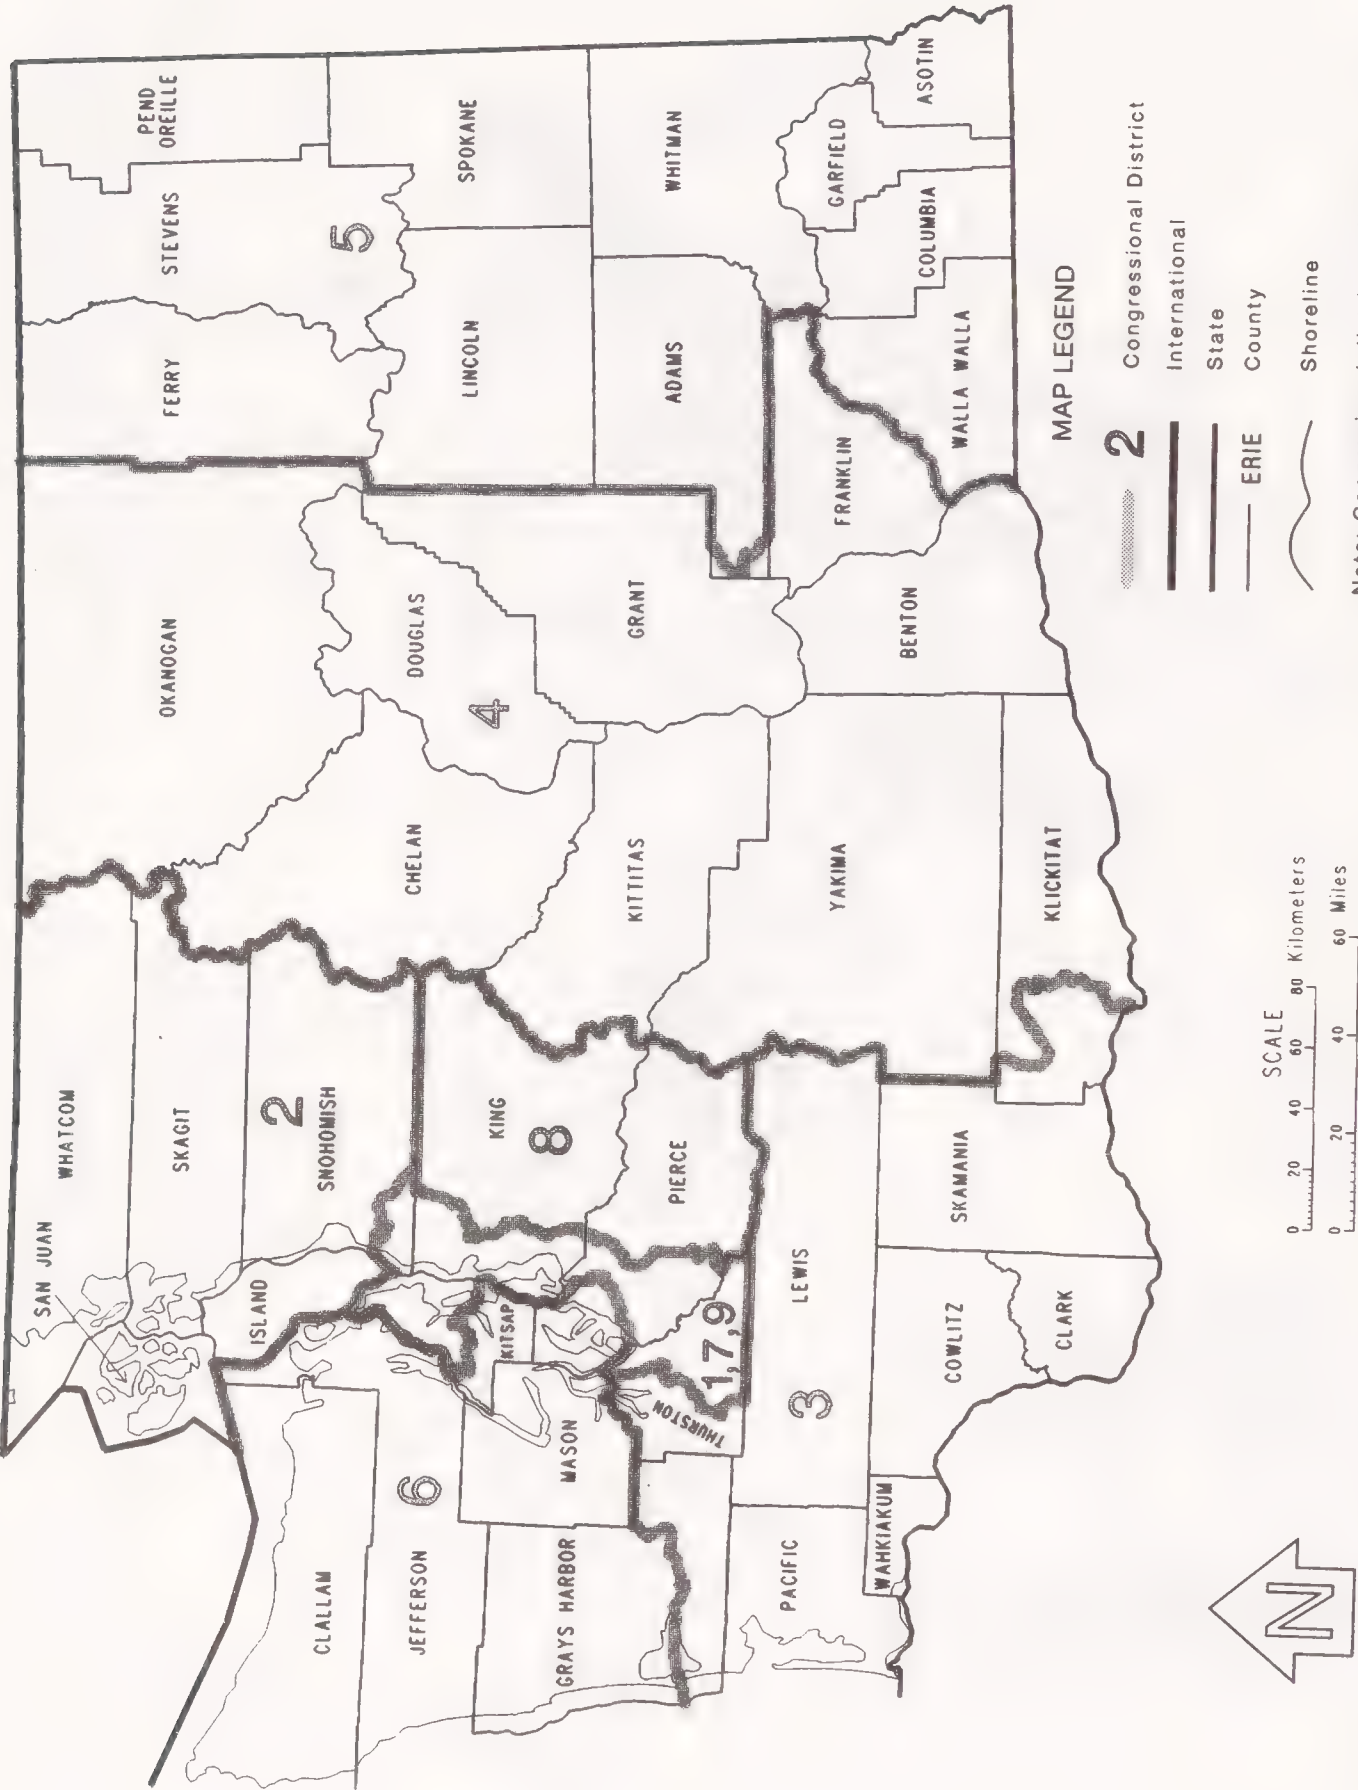 WHATCOM
SAN JUAN
SKAGIT
ISLAND
2
SNOHOMISH
OKANOGAN
FERRY
STEVENS
PEND
OREILLE
5
CLALLAM
JEFFERSON
6
KITSAP
KING
8
CHELAN
DOUGLAS
4
LINCOLN
SPOKANE
GRAYS HARBOR
MASON
THURSTON
1,7,9
PIERCE
KITTITAS
GRANT
ADAMS
WHITMAN
PACIFIC
3
LEWIS
YAKIMA
FRANKLIN
GARFIELD
WAHKIAKUM
COWLITZ
SKAMANIA
BENTON
WALLA WALLA
COLUMBIA
ASOTIN
CLARK
KLICKITAT
MAP LEGEND
2 Congressional District
International
State
ERIE County
Shoreline
SCALE
0 20 40 60 80 Kilometers
0 20 40 60 Miles
N